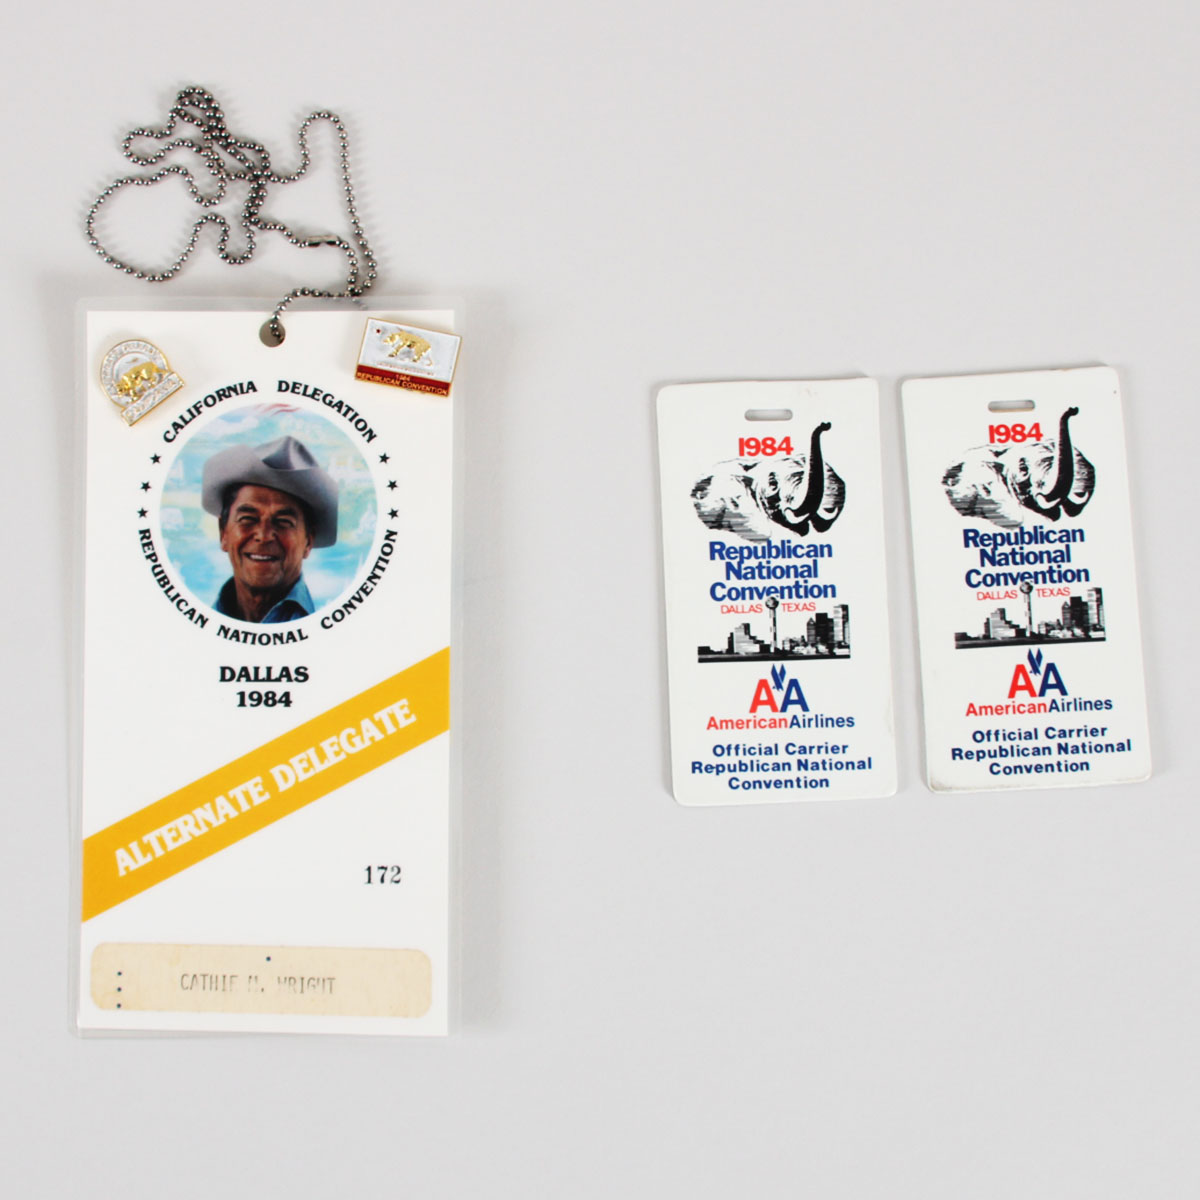 CALIFORNIA DELEGATION
REPUBLICAN NATIONAL CONVENTION
DALLAS
1984
ALTERNATE DELEGATE
172
CATHIE M. WRIGHT
1984
REPUBLICAN CONVENTION
1984
Republican
National
Convention
DALLAS TEXAS
AA
AmericanAirlines
Official Carrier
Republican National
Convention
1984
Republican
National
Convention
DALLAS TEXAS
AA
AmericanAirlines
Official Carrier
Republican National
Convention